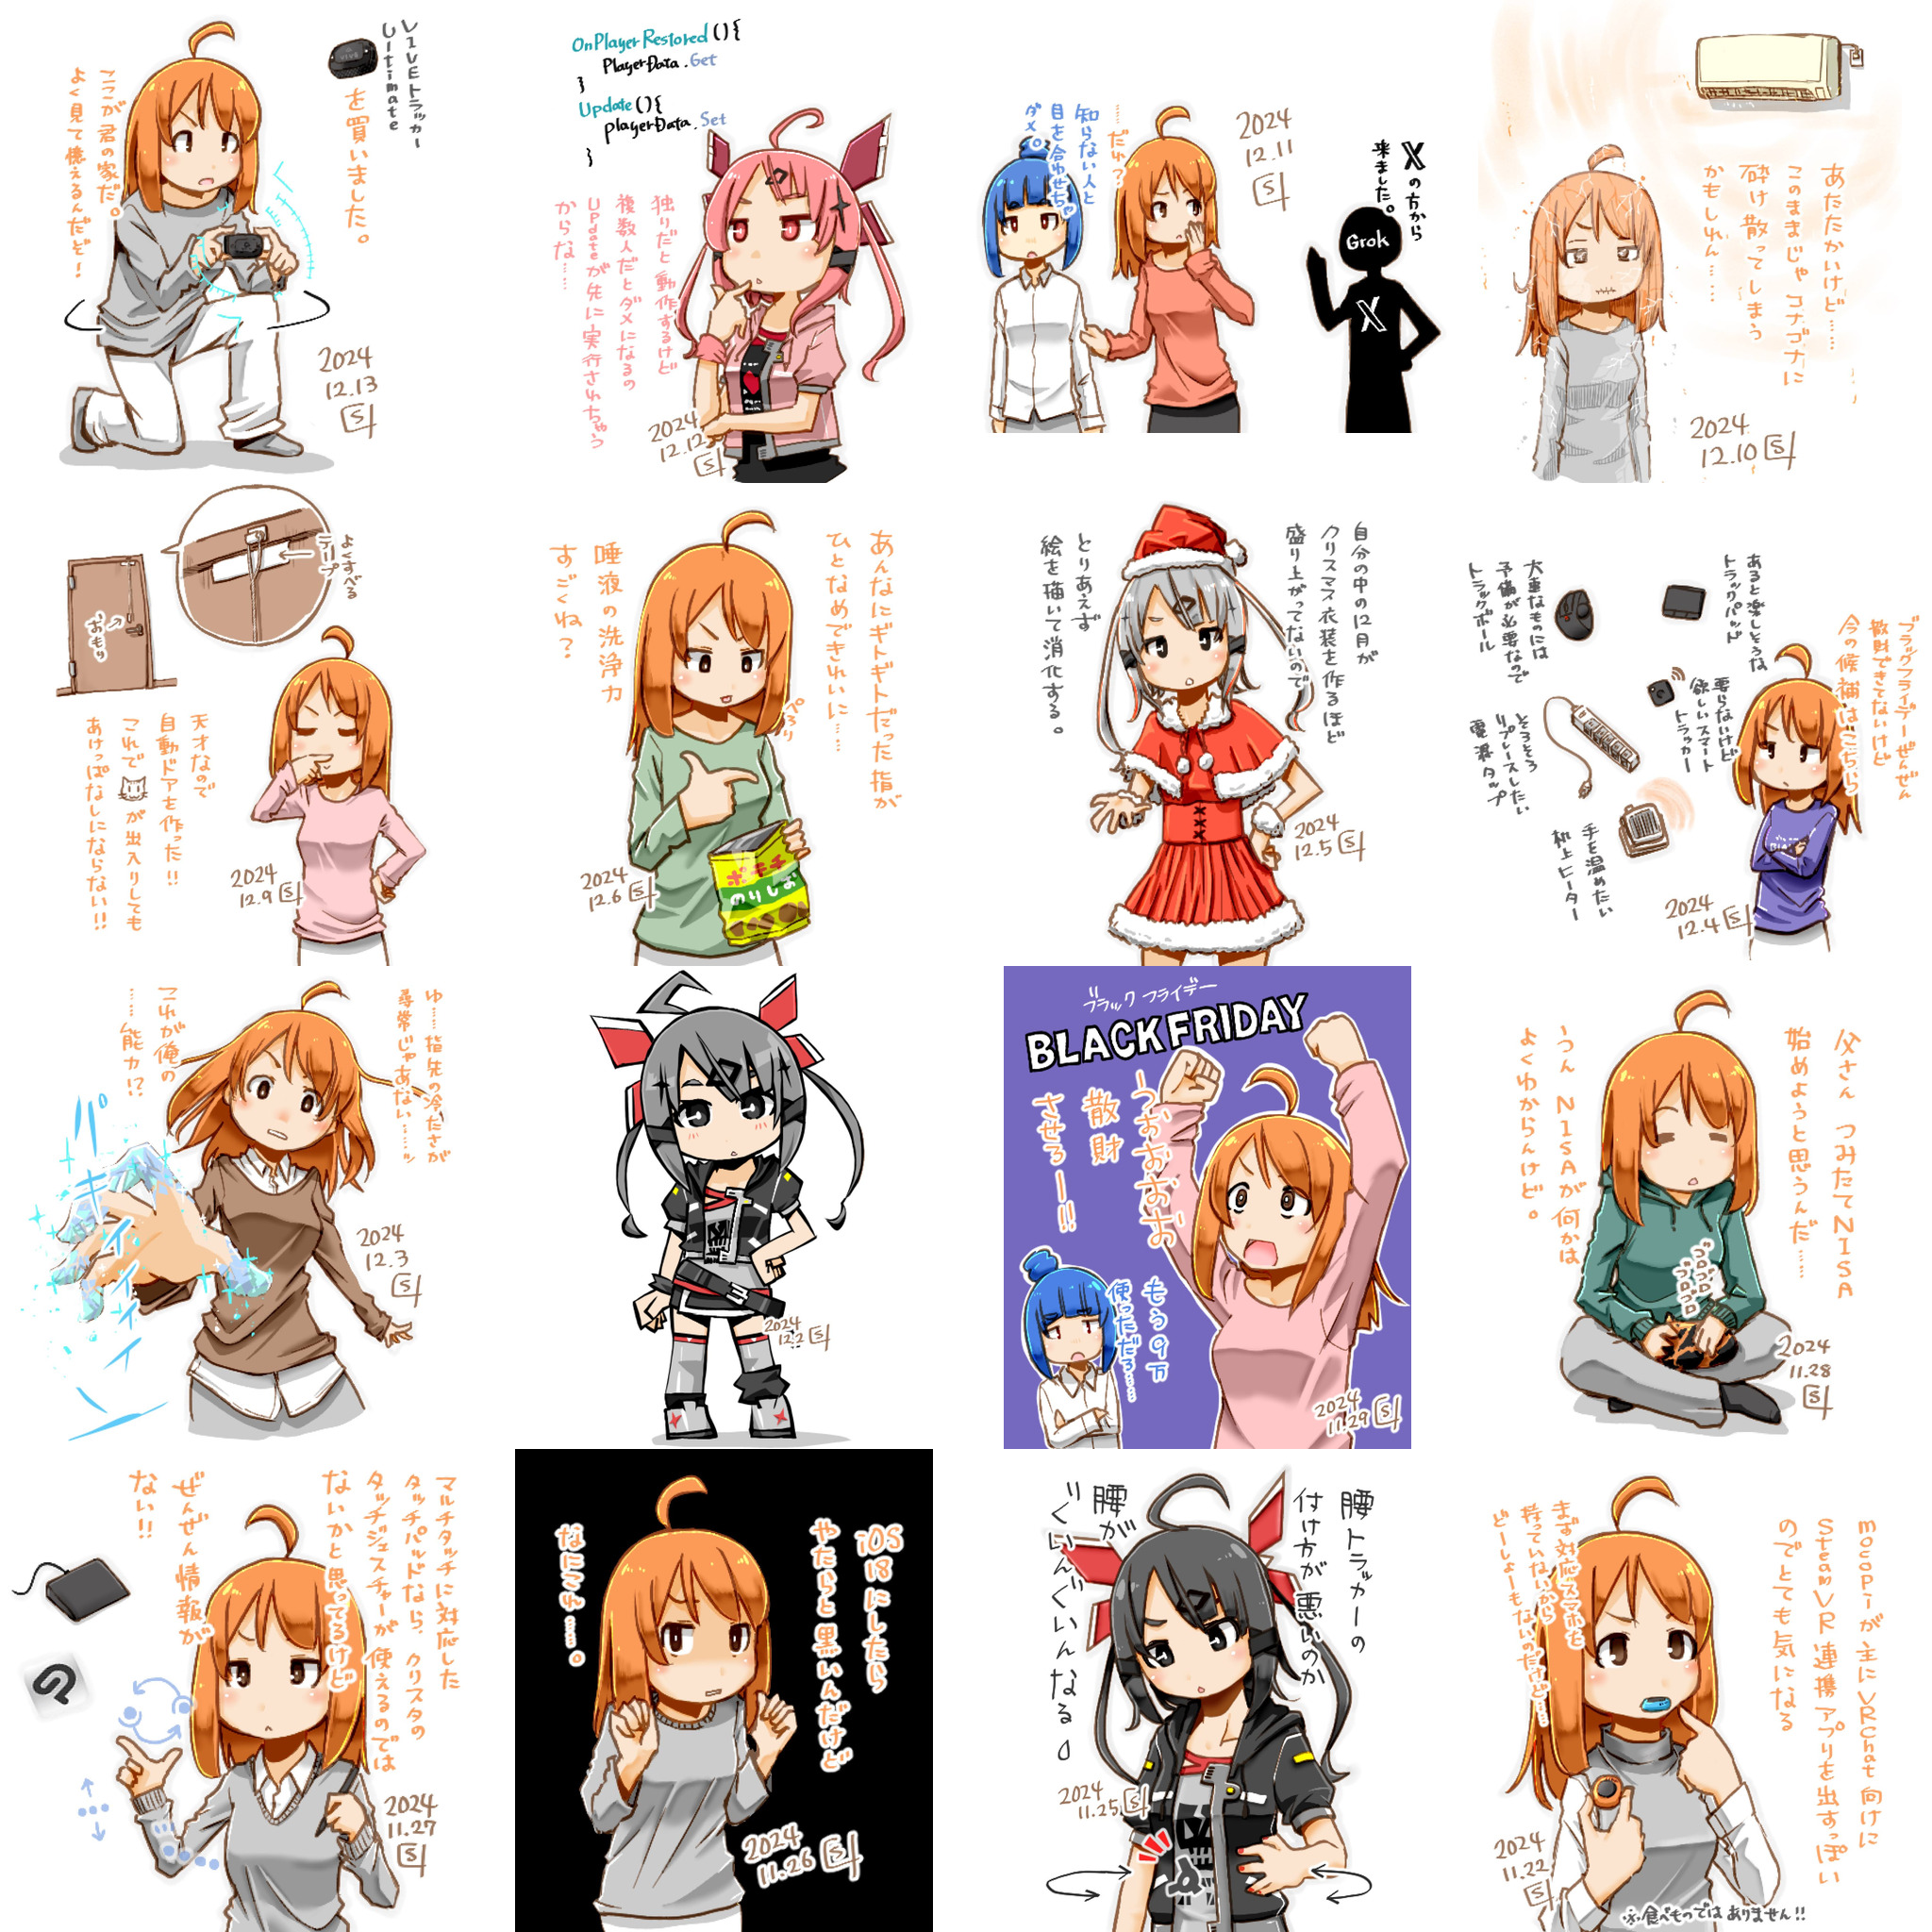 VIVEトラッカー
Ultimate
を買いました。
ここが君の家だ。
よく見て憶えるんだぞ!
2024
12.13
OnPlayerRestored(){
PlayerData.Get
}
Update(){
PlayerData.Set
}
独りだと動作するけど
複数人だとダメになるの
Updateが先に実行されちゃう
からな……
2024
12.12
……だれ?
知らない人と
目を合わせちゃ
ダメ。
2024
12.11
Xの方から
来ました。
Grok
X
あたたかいけど……
このままじゃコナゴナに
砕け散ってしまう
かもしれん……
2024
12.10
よくすべる
テープ
おもり
天才なので
自動ドアを作った!!
これで
が出入りしても
あけっぱなしにならない!!
2024
12.9
あんなにギトギトだった指が
ひとなめできれいに……
唾液の洗浄力
すごくね?
ぺろり
ポモチ
のりしお
2024
12.6
自分の中の12月が
クリスマス衣装を作るほど
盛り上がってないので
とりあえず
絵を描いて消化する。
2024
12.5
ブラックフライデーぜんぜん
散財できてないけど
今の候補はこちら
あると楽しそうな
トラックパッド
大事なものには
予備が必要なので
トラックボール
要らないけど
欲しいスマート
トラッカー
そろそろ
リプレースしたい
電源タップ
手を温めたい
机上ヒーター
2024
12.4
ゆ……指先の冷たさが
尋常じゃあない……ッ
これが俺の
……能力!?
パキィィイイン
2024
12.3
2024
12.2
ブラックフライデー
BLACK FRIDAY
うおおおお
散財
させろー!!
もう9万
使っただろ……
2024
11.29
父さん つみたてNISA
始めようと思うんだ……
うん NISAが何かは
よくわからんけど。
ゴロゴロ
ゴロゴロ
2024
11.28
マルチタッチに対応した
タッチパッドなら、クリスタの
タッチジェスチャーが使えるのでは
ないかと思ってるけど
ぜんぜん情報が
ない!!
2024
11.27
iOS18にしたら
やたらと黒いんだけど
なにこれ……。
2024
11.26
腰トラッカーの
付け方が悪いのか
腰が
ぐいんぐいんなる。
2024
11.25
mocopiが主にVRChat向けに
SteamVR連携アプリを出すっぽい
のでとても気になる
まず対応スマホを
持っていないから
どーしよーもないのだけど……
2024
11.22
※食べものではありません!!